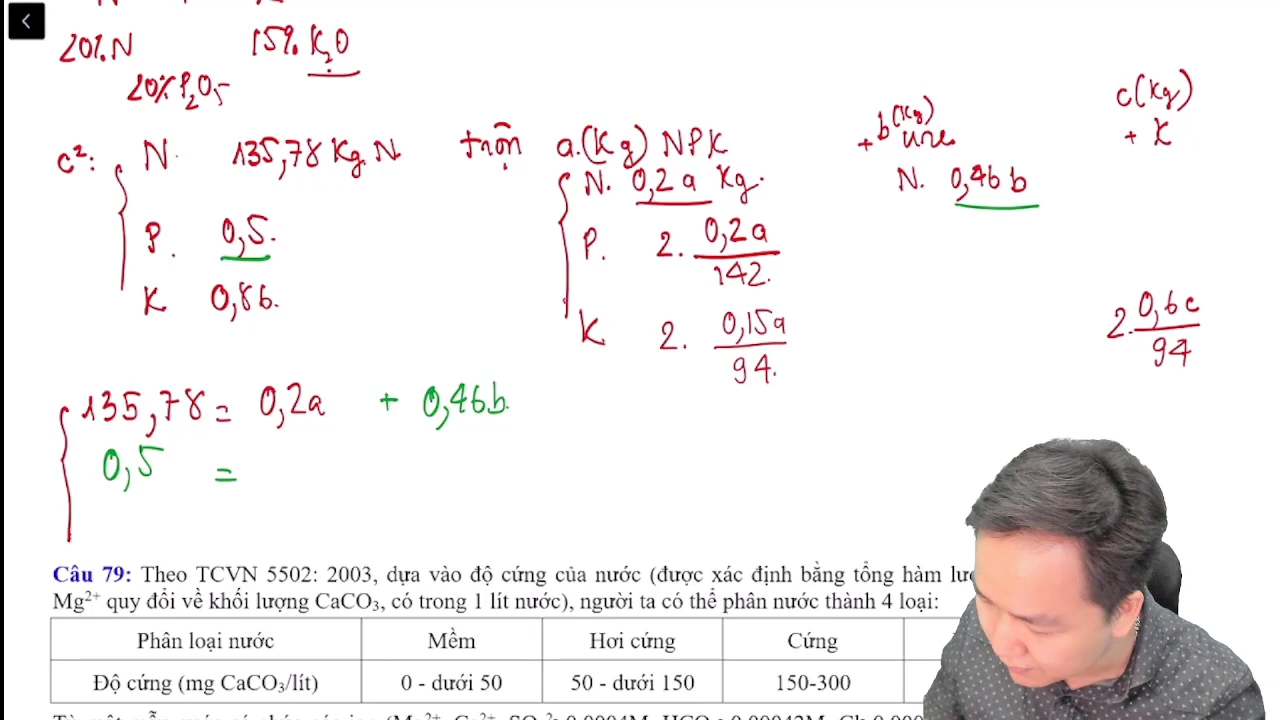 20%N 15% K₂O
20% P₂O₅
c²: N 135,78 Kg N trộn a (Kg) NPK + b (Kg) ure + c (Kg) K
N. 0,2a Kg. N. 0,46 b
P. 0,5. P. 2. 0,2a/142.
K 0,86. K 2. 0,15a/94. 2. 0,6c/94
135,78 = 0,2a + 0,46b.
0,5 =
Câu 79: Theo TCVN 5502: 2003, dựa vào độ cứng của nước (được xác định bằng tổng hàm
Mg²⁺ quy đổi về khối lượng CaCO₃, có trong 1 lít nước), người ta có thể phân nước thành 4 loại:
Phân loại nước Mềm Hơi cứng Cứng
Độ cứng (mg CaCO₃/lít) 0 - dưới 50 50 - dưới 150 150-300